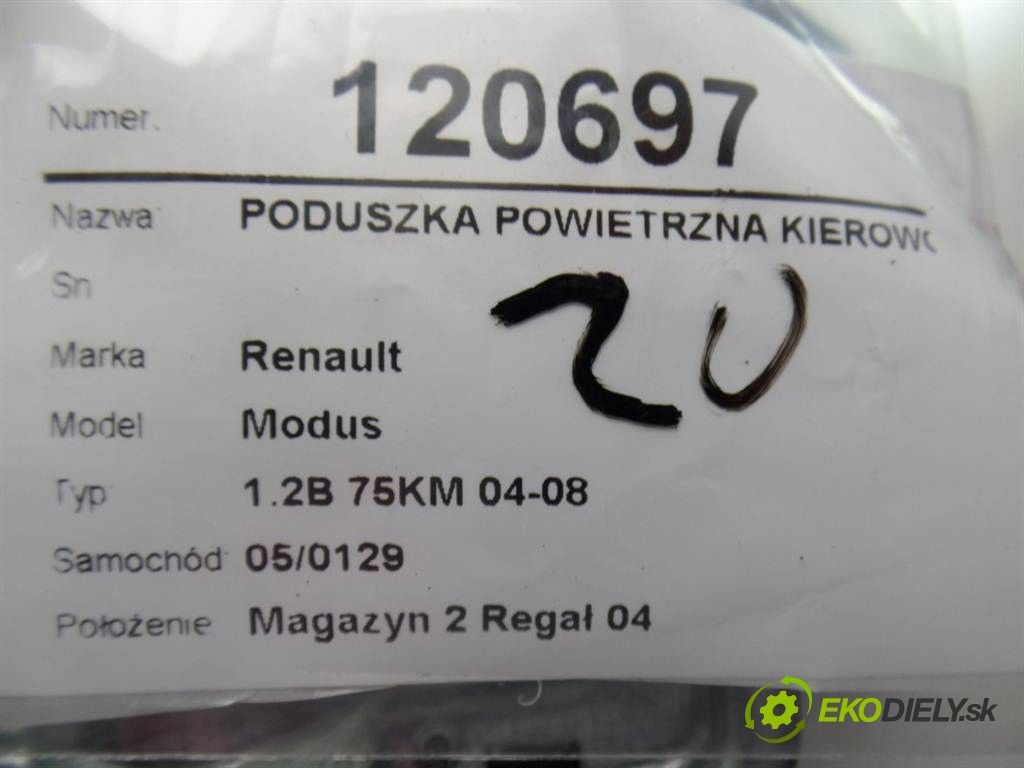 Numer. 120697
Nazwa PODUSZKA POWIETRZNA KIEROWC
Sn
20
Marka Renault
Model Modus
Typ 1.2B 75KM 04-08
Samochód 05/0129
Położenie Magazyn 2 Regał 04
EKODIELY.sk